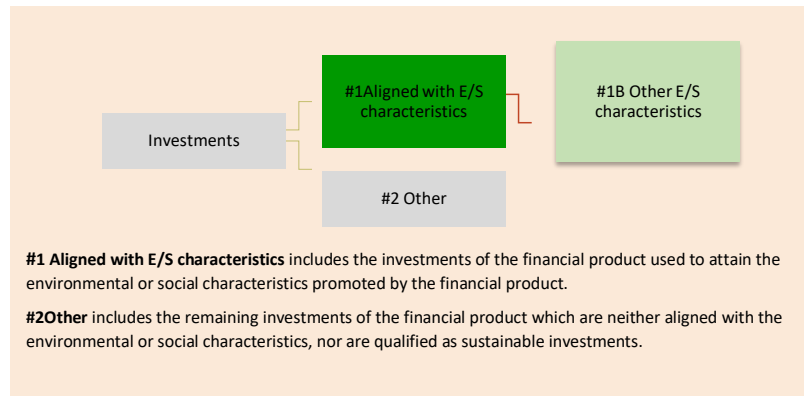 #1Aligned with E/S
characteristics
#1B Other E/S
characteristics
Investments
#2 Other
#1 Aligned with E/S characteristics includes the investments of the financial product used to attain the
environmental or social characteristics promoted by the financial product.
#2Other includes the remaining investments of the financial product which are neither aligned with the
environmental or social characteristics, nor are qualified as sustainable investments.